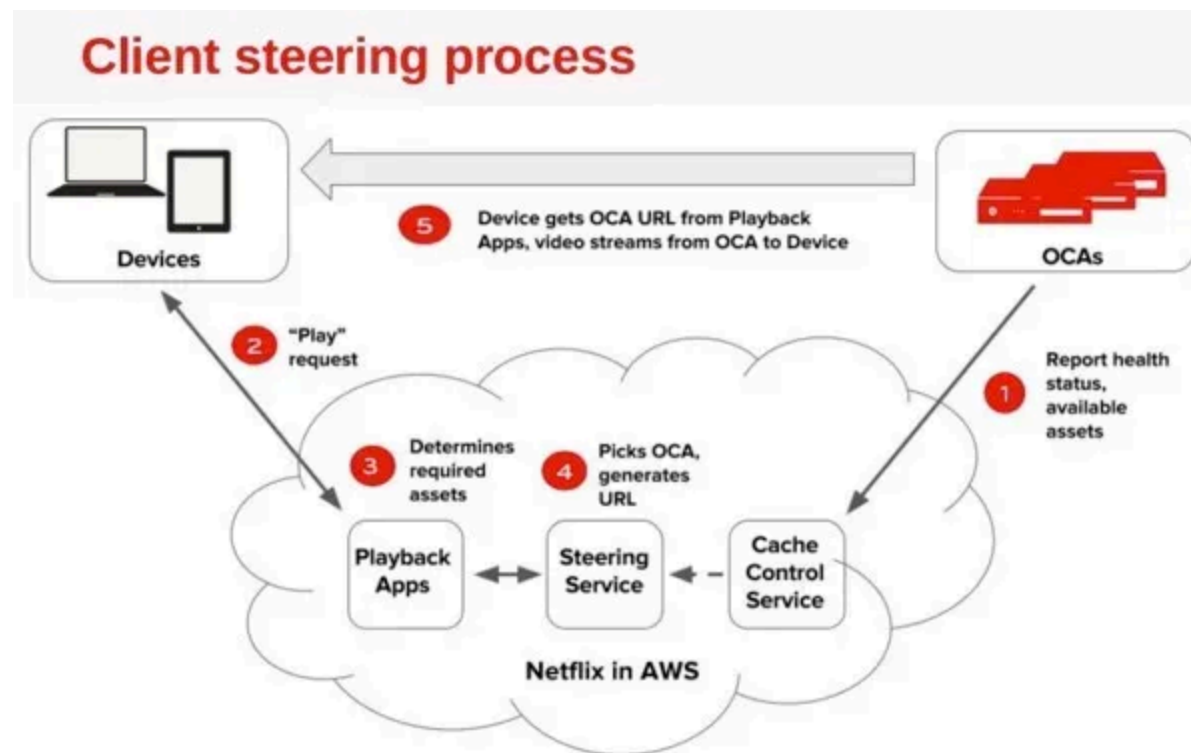 Client steering process
Devices
5
Device gets OCA URL from Playback
Apps, video streams from OCA to Device
OCAs
2
“Play”
request
1
Report health
status,
available
assets
3
Determines
required
assets
4
Picks OCA,
generates
URL
Playback
Apps
Steering
Service
Cache
Control
Service
Netflix in AWS